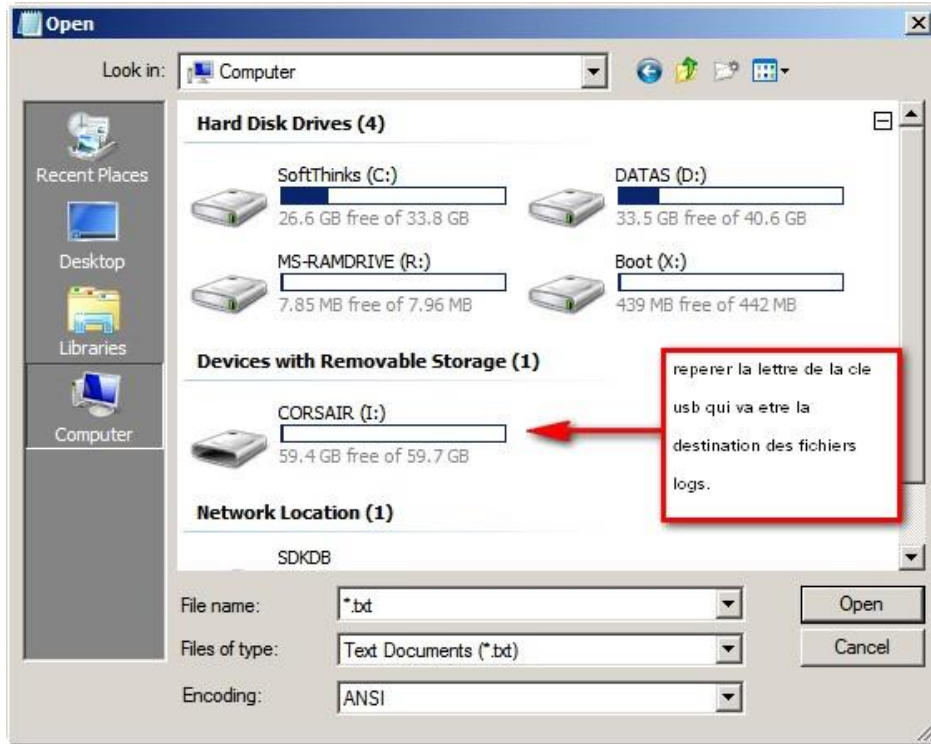 Open
Look in:
Computer
Hard Disk Drives (4)
Recent Places
SoftThinks (C:)
26.6 GB free of 33.8 GB
DATAS (D:)
33.5 GB free of 40.6 GB
Desktop
MS-RAMDRIVE (R:)
7.85 MB free of 7.96 MB
Boot (X:)
439 MB free of 442 MB
Libraries
Devices with Removable Storage (1)
Computer
CORSAIR (I:)
59.4 GB free of 59.7 GB
reperer la lettre de la cle
usb qui va etre la
destination des fichiers
logs.
Network Location (1)
SDKDB
File name:
*.txt
Open
Files of type:
Text Documents (*.txt)
Cancel
Encoding:
ANSI